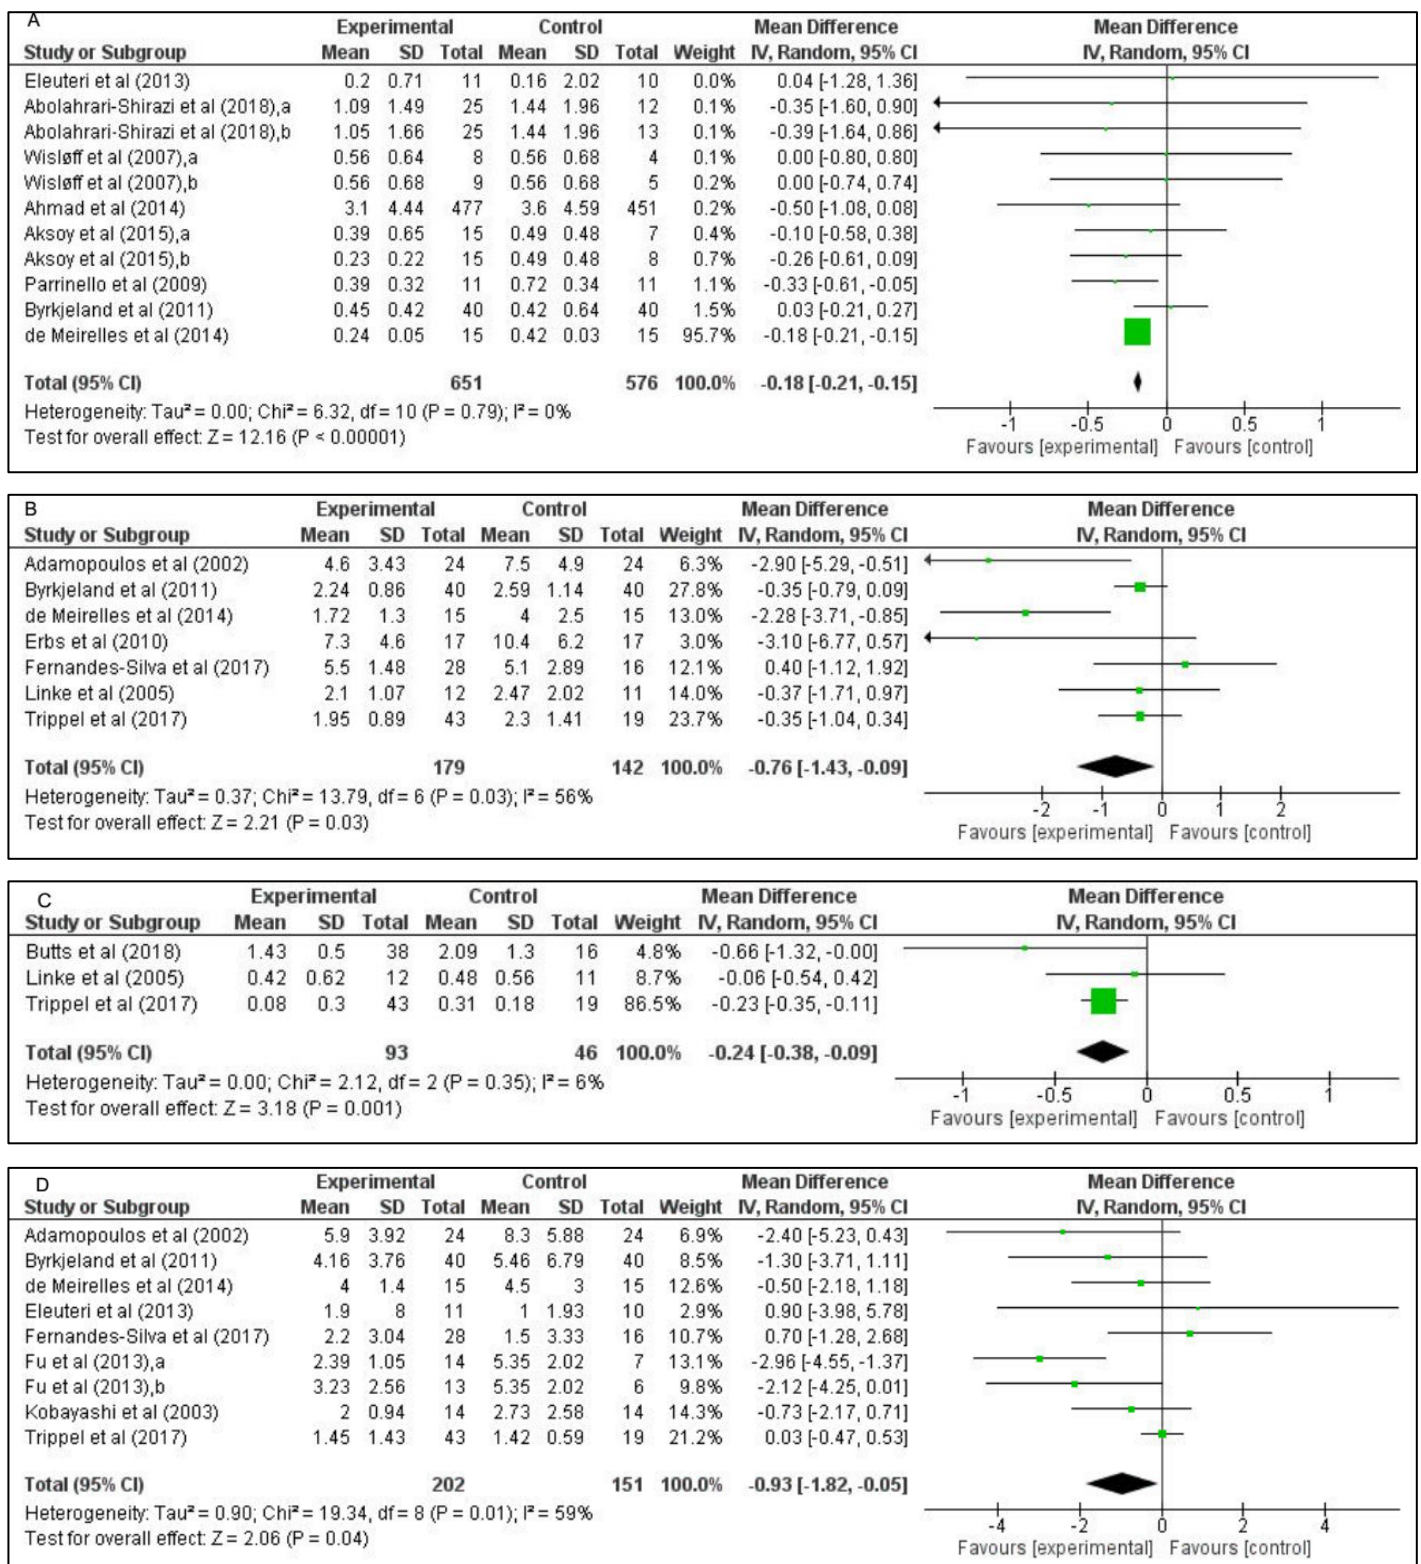 A
Experimental Control Mean Difference Mean Difference
Study or Subgroup Mean SD Total Mean SD Total Weight IV, Random, 95% CI IV, Random, 95% CI
Eleuteri et al (2013) 0.2 0.71 11 0.16 2.02 10 0.0% 0.04 [-1.28, 1.36]
Abolahrari-Shirazi et al (2018),a 1.09 1.49 25 1.44 1.96 12 0.1% -0.35 [-1.60, 0.90]
Abolahrari-Shirazi et al (2018),b 1.05 1.66 25 1.44 1.96 13 0.1% -0.39 [-1.64, 0.86]
Wisløff et al (2007),a 0.56 0.64 8 0.56 0.68 4 0.1% 0.00 [-0.80, 0.80]
Wisløff et al (2007),b 0.56 0.68 9 0.56 0.68 5 0.2% 0.00 [-0.74, 0.74]
Ahmad et al (2014) 3.1 4.44 477 3.6 4.59 451 0.2% -0.50 [-1.08, 0.08]
Aksoy et al (2015),a 0.39 0.65 15 0.49 0.48 7 0.4% -0.10 [-0.58, 0.38]
Aksoy et al (2015),b 0.23 0.22 15 0.49 0.48 8 0.7% -0.26 [-0.61, 0.09]
Parrinello et al (2009) 0.39 0.32 11 0.72 0.34 11 1.1% -0.33 [-0.61, -0.05]
Byrkjeland et al (2011) 0.45 0.42 40 0.42 0.64 40 1.5% 0.03 [-0.21, 0.27]
de Meirelles et al (2014) 0.24 0.05 15 0.42 0.03 15 95.7% -0.18 [-0.21, -0.15]
Total (95% CI) 651 576 100.0% -0.18 [-0.21, -0.15]
Heterogeneity: Tau² = 0.00; Chi² = 6.32, df = 10 (P = 0.79); I² = 0%
Test for overall effect: Z = 12.16 (P < 0.00001)
-1 -0.5 0 0.5 1
Favours [experimental] Favours [control]
B
Experimental Control Mean Difference Mean Difference
Study or Subgroup Mean SD Total Mean SD Total Weight IV, Random, 95% CI IV, Random, 95% CI
Adamopoulos et al (2002) 4.6 3.43 24 7.5 4.9 24 6.3% -2.90 [-5.29, -0.51]
Byrkjeland et al (2011) 2.24 0.86 40 2.59 1.14 40 27.8% -0.35 [-0.79, 0.09]
de Meirelles et al (2014) 1.72 1.3 15 4 2.5 15 13.0% -2.28 [-3.71, -0.85]
Erbs et al (2010) 7.3 4.6 17 10.4 6.2 17 3.0% -3.10 [-6.77, 0.57]
Fernandes-Silva et al (2017) 5.5 1.48 28 5.1 2.89 16 12.1% 0.40 [-1.12, 1.92]
Linke et al (2005) 2.1 1.07 12 2.47 2.02 11 14.0% -0.37 [-1.71, 0.97]
Trippel et al (2017) 1.95 0.89 43 2.3 1.41 19 23.7% -0.35 [-1.04, 0.34]
Total (95% CI) 179 142 100.0% -0.76 [-1.43, -0.09]
Heterogeneity: Tau² = 0.37; Chi² = 13.79, df = 6 (P = 0.03); I² = 56%
Test for overall effect: Z = 2.21 (P = 0.03)
-2 -1 0 1 2
Favours [experimental] Favours [control]
C
Experimental Control Mean Difference Mean Difference
Study or Subgroup Mean SD Total Mean SD Total Weight IV, Random, 95% CI IV, Random, 95% CI
Butts et al (2018) 1.43 0.5 38 2.09 1.3 16 4.8% -0.66 [-1.32, -0.00]
Linke et al (2005) 0.42 0.62 12 0.48 0.56 11 8.7% -0.06 [-0.54, 0.42]
Trippel et al (2017) 0.08 0.3 43 0.31 0.18 19 86.5% -0.23 [-0.35, -0.11]
Total (95% CI) 93 46 100.0% -0.24 [-0.38, -0.09]
Heterogeneity: Tau² = 0.00; Chi² = 2.12, df = 2 (P = 0.35); I² = 6%
Test for overall effect: Z = 3.18 (P = 0.001)
-1 -0.5 0 0.5 1
Favours [experimental] Favours [control]
D
Experimental Control Mean Difference Mean Difference
Study or Subgroup Mean SD Total Mean SD Total Weight IV, Random, 95% CI IV, Random, 95% CI
Adamopoulos et al (2002) 5.9 3.92 24 8.3 5.88 24 6.9% -2.40 [-5.23, 0.43]
Byrkjeland et al (2011) 4.16 3.76 40 5.46 6.79 40 8.5% -1.30 [-3.71, 1.11]
de Meirelles et al (2014) 4 1.4 15 4.5 3 15 12.6% -0.50 [-2.18, 1.18]
Eleuteri et al (2013) 1.9 8 11 1 1.93 10 2.9% 0.90 [-3.98, 5.78]
Fernandes-Silva et al (2017) 2.2 3.04 28 1.5 3.33 16 10.7% 0.70 [-1.28, 2.68]
Fu et al (2013),a 2.39 1.05 14 5.35 2.02 7 13.1% -2.96 [-4.55, -1.37]
Fu et al (2013),b 3.23 2.56 13 5.35 2.02 6 9.8% -2.12 [-4.25, 0.01]
Kobayashi et al (2003) 2 0.94 14 2.73 2.58 14 14.3% -0.73 [-2.17, 0.71]
Trippel et al (2017) 1.45 1.43 43 1.42 0.59 19 21.2% 0.03 [-0.47, 0.53]
Total (95% CI) 202 151 100.0% -0.93 [-1.82, -0.05]
Heterogeneity: Tau² = 0.90; Chi² = 19.34, df = 8 (P = 0.01); I² = 59%
Test for overall effect: Z = 2.06 (P = 0.04)
-4 -2 0 2 4
Favours [experimental] Favours [control]